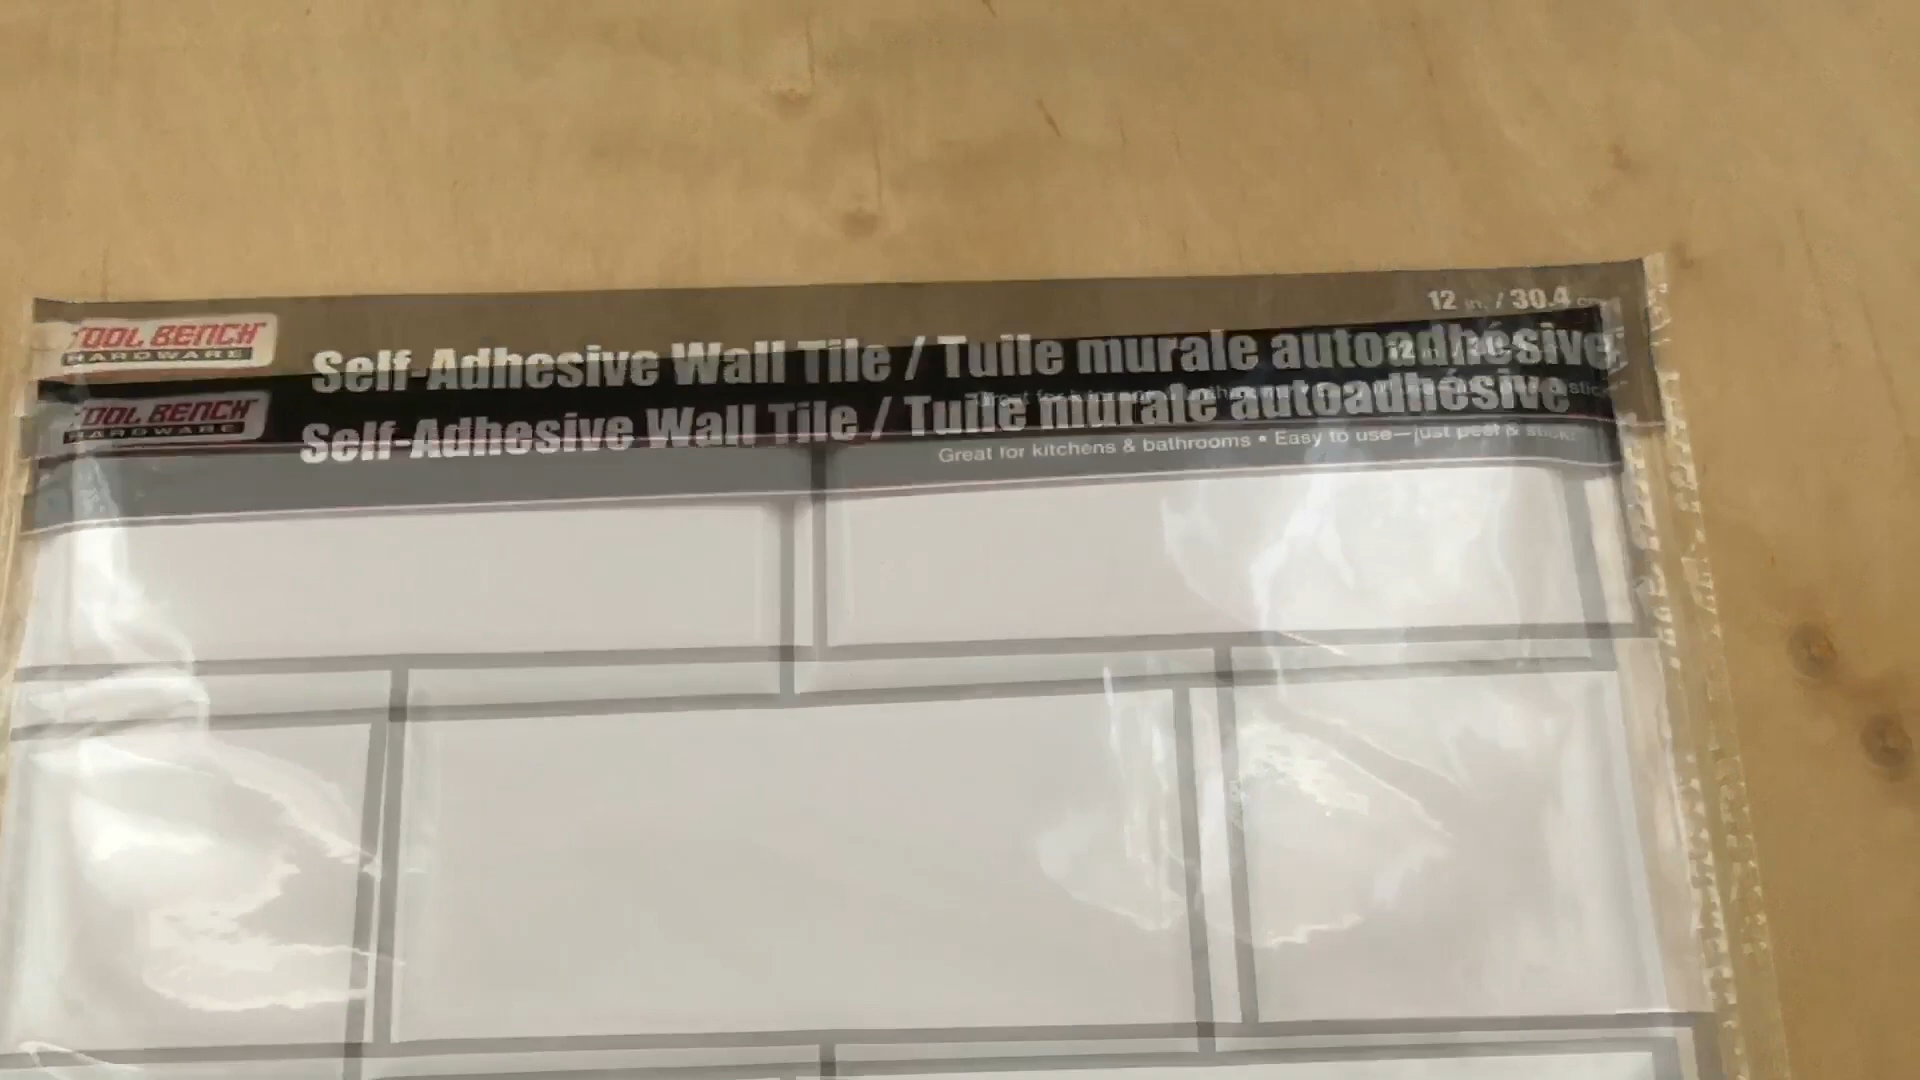 12 in. / 30.4 cm
TOOL BENCH
HARDWARE
Self-Adhesive Wall Tile / Tuile murale autoadhésive
TOOL BENCH
HARDWARE
Self-Adhesive Wall Tile / Tuile murale autoadhésive
Great for kitchens & bathrooms • Easy to use—just peel & stick!